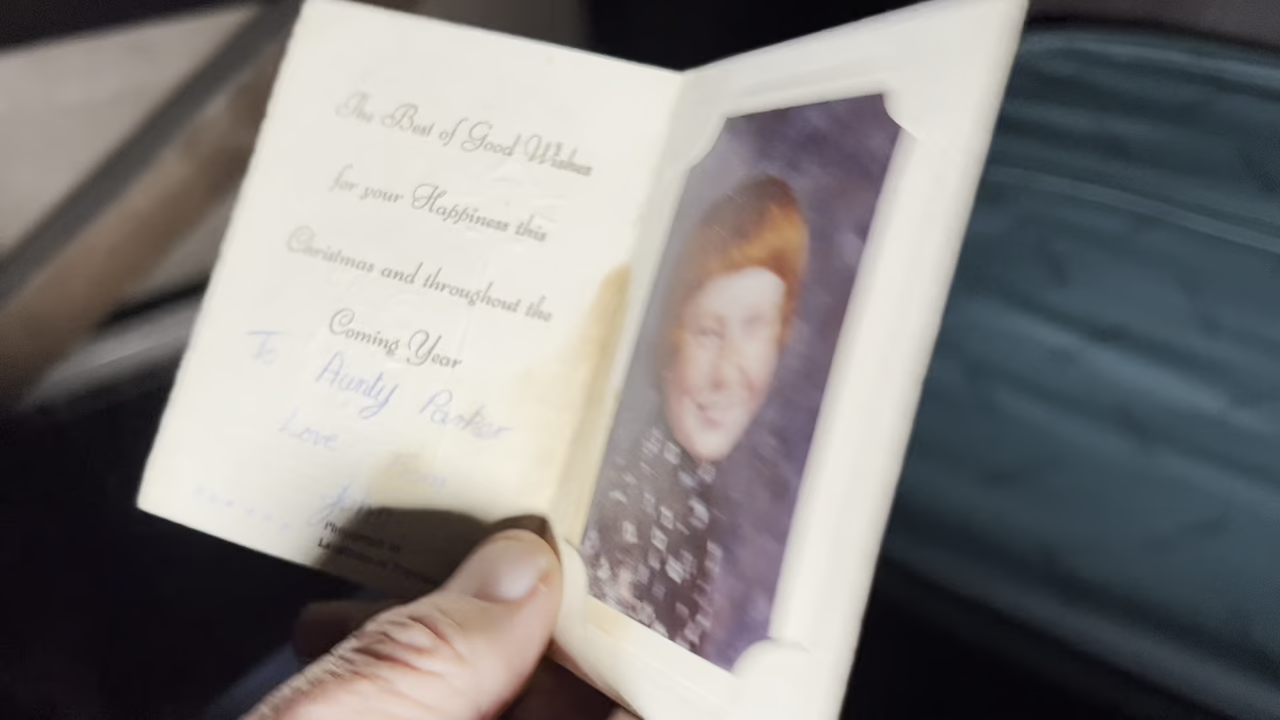 The Best of Good Wishes
for your Happiness this
Christmas and throughout the
Coming Year
To Aunty Parker
Love